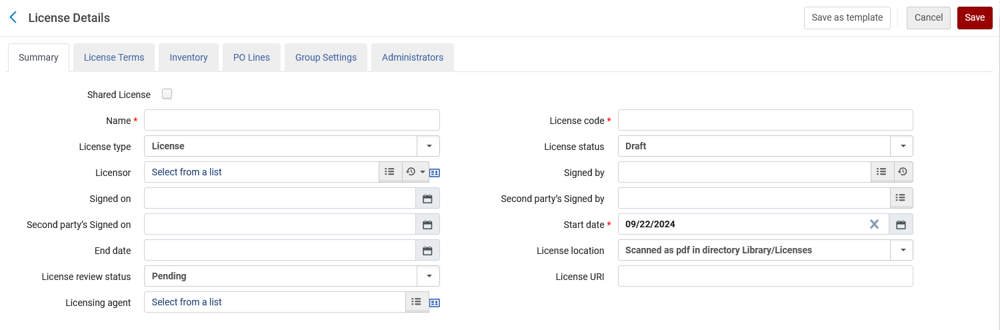 License Details
Save as template Cancel Save
Summary License Terms Inventory PO Lines Group Settings Administrators
Shared License
Name * License code *
License type License License status Draft
Licensor Select from a list Signed by
Signed on Second party’s Signed by
Second party’s Signed on Start date * 09/22/2024
End date License location Scanned as pdf in directory Library/Licenses
License review status Pending License URI
Licensing agent Select from a list